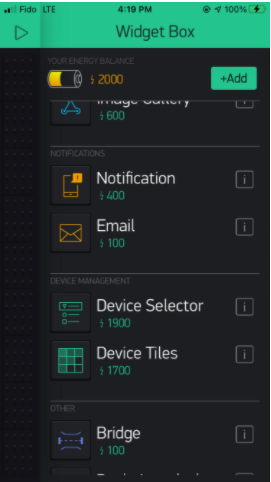 Fido LTE 4:19 PM 100%
Widget Box
YOUR ENERGY BALANCE
2000 +Add
Image Gallery
600
NOTIFICATIONS
Notification
400
Email
100
DEVICE MANAGEMENT
Device Selector
1900
Device Tiles
1700
OTHER
Bridge
100